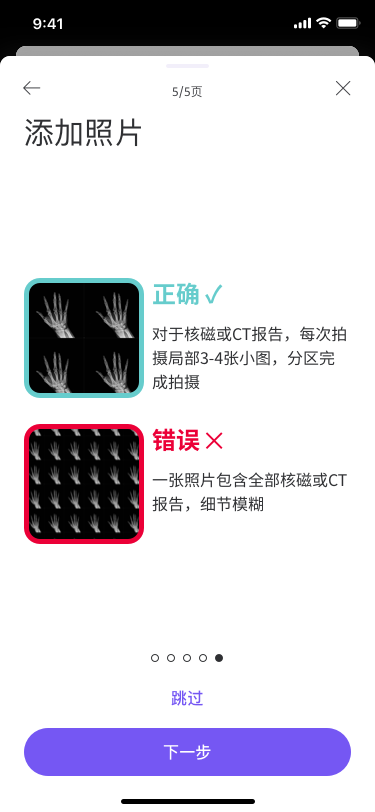 9:41
5/5页
添加照片
正确
对于核磁或CT报告，每次拍
摄局部3-4张小图，分区完
成拍摄
错误
一张照片包含全部核磁或CT
报告，细节模糊
跳过
下一步